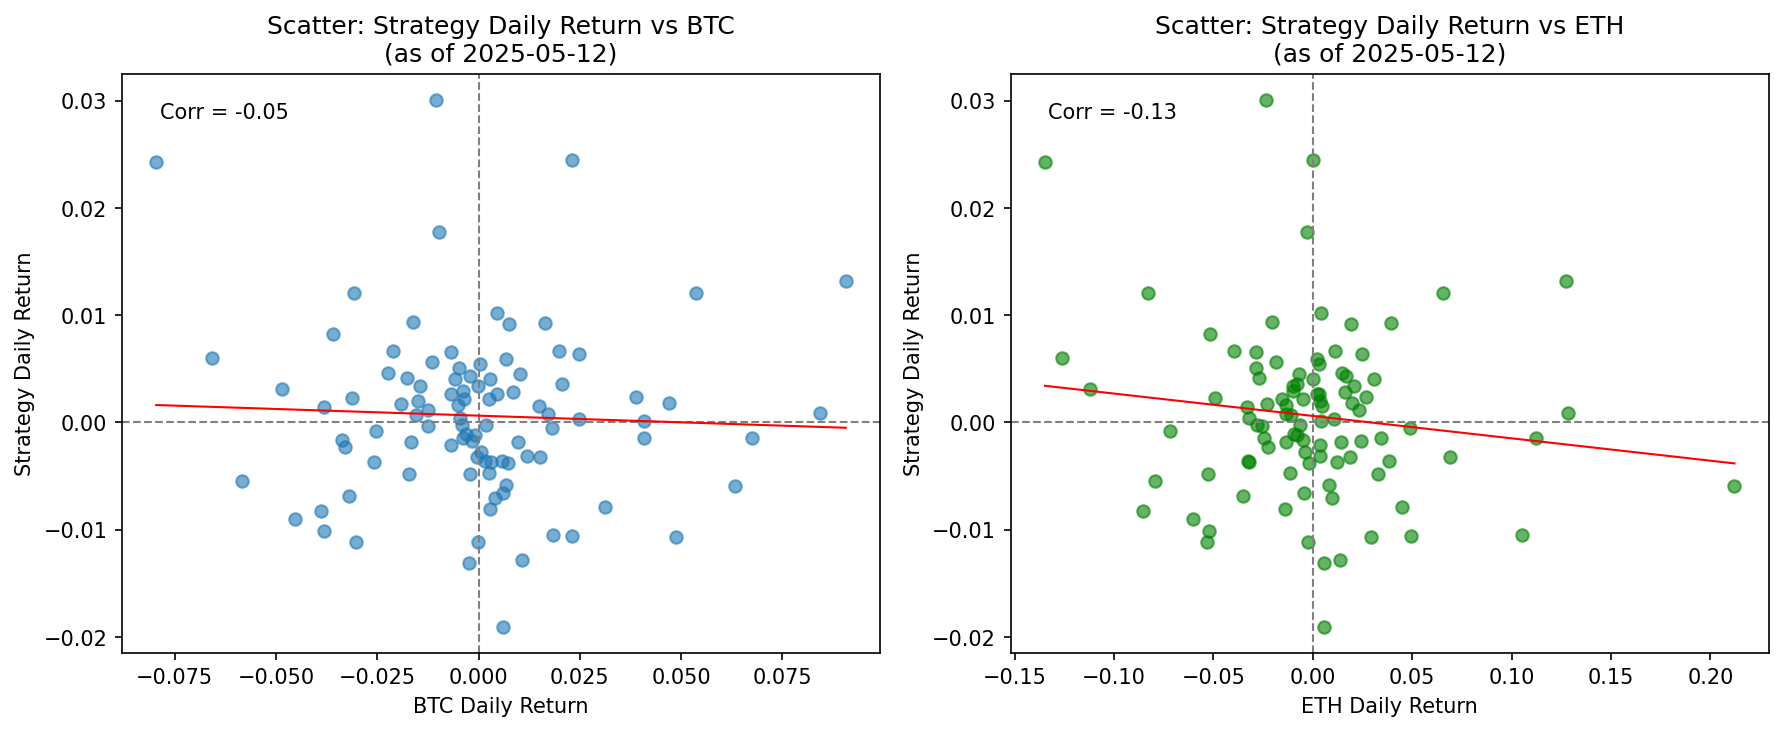 Scatter: Strategy Daily Return vs BTC
(as of 2025-05-12)
Corr = -0.05
0.03
0.02
0.01
0.00
−0.01
−0.02
Strategy Daily Return
−0.075
−0.050
−0.025
0.000
0.025
0.050
0.075
BTC Daily Return
Scatter: Strategy Daily Return vs ETH
(as of 2025-05-12)
Corr = -0.13
0.03
0.02
0.01
0.00
−0.01
−0.02
Strategy Daily Return
−0.15
−0.10
−0.05
0.00
0.05
0.10
0.15
0.20
ETH Daily Return